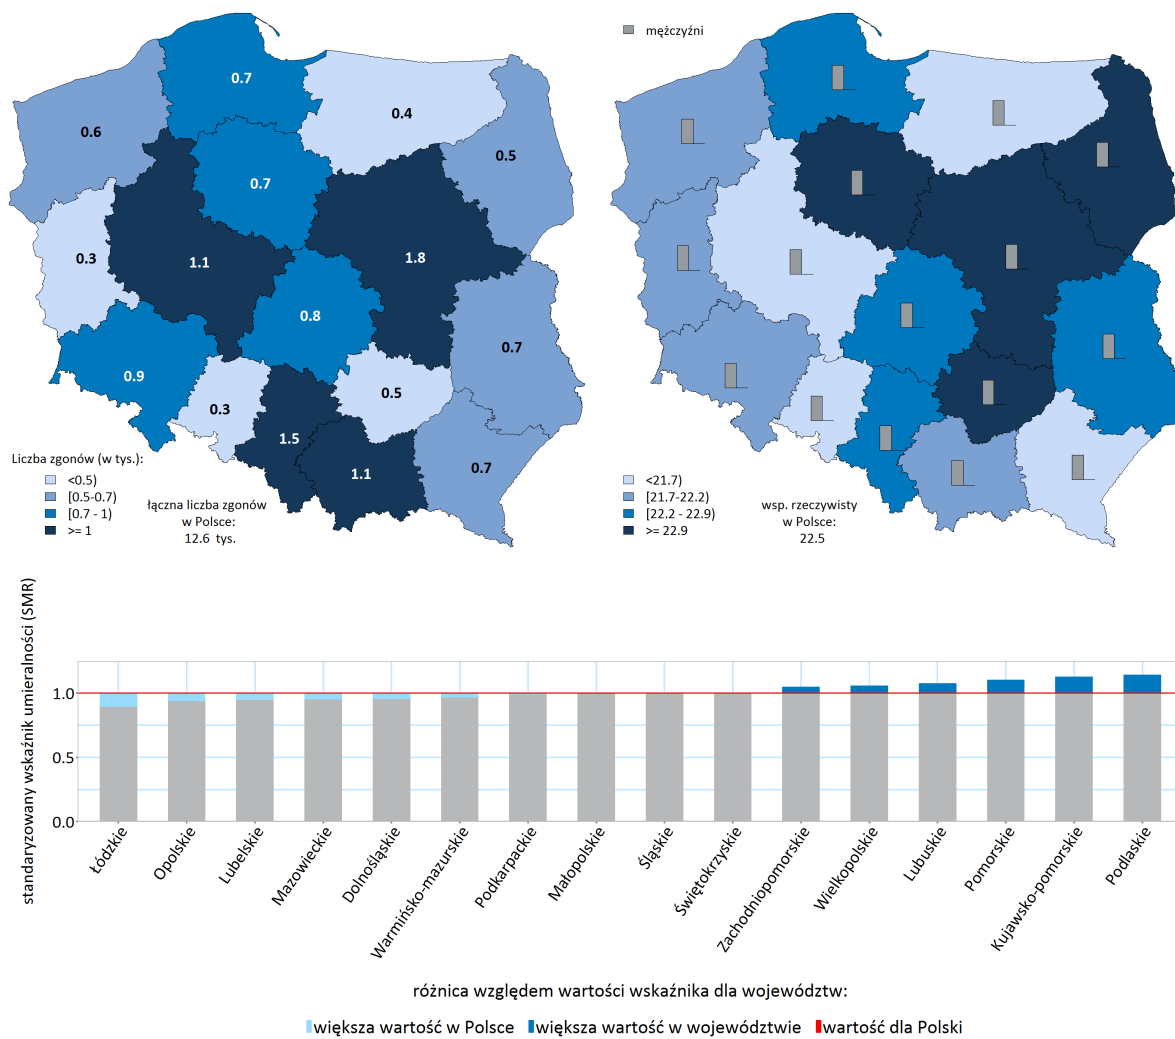 0.7
0.4
0.6
0.5
0.7
0.3
1.1
1.8
0.8
0.7
0.9
0.3
0.5
1.5
1.1
0.7
Liczba zgonów (w tys.):
<0.5)
[0.5-0.7)
[0.7 - 1)
>= 1
łączna liczba zgonów
w Polsce:
12.6 tys.
mężczyźni
<21.7)
[21.7-22.2)
[22.2 - 22.9)
>= 22.9
wsp. rzeczywisty
w Polsce:
22.5
standaryzowany wskaźnik umieralności (SMR)
1.0
0.5
0.0
Łódzkie
Opolskie
Lubelskie
Mazowieckie
Dolnośląskie
Warmińsko-mazurskie
Podkarpackie
Małopolskie
Śląskie
Świętokrzyskie
Zachodniopomorskie
Wielkopolskie
Lubuskie
Pomorskie
Kujawsko-pomorskie
Podlaskie
różnica względem wartości wskaźnika dla województw:
większa wartość w Polsce większa wartość w województwie wartość dla Polski